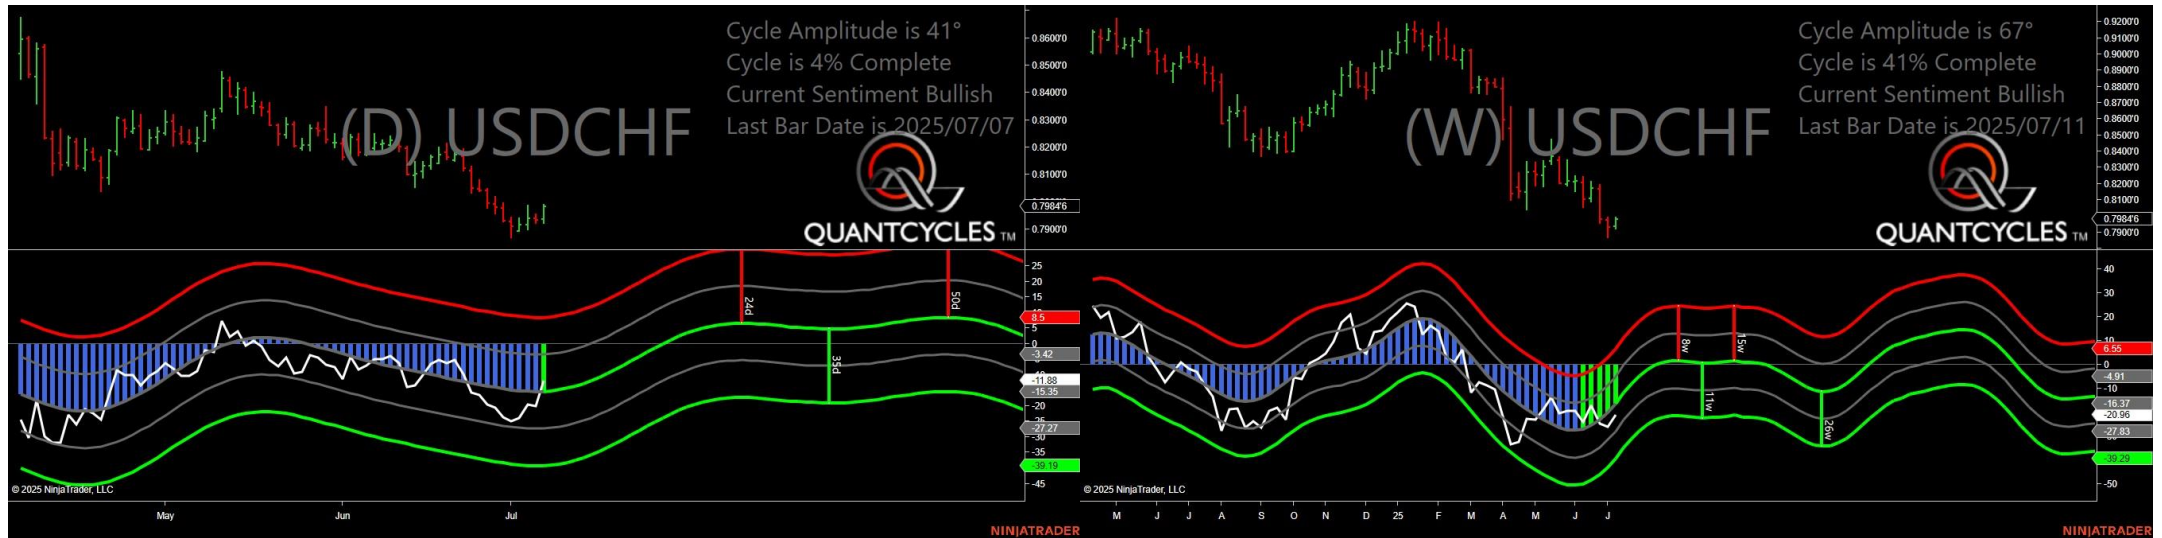 Cycle Amplitude is 41°
Cycle is 4% Complete
Current Sentiment Bullish
Last Bar Date is 2025/07/07
(D) USDCHF
QUANTCYCLES TM
0.8600'0
0.8500'0
0.8400'0
0.8300'0
0.8200'0
0.8100'0
0.7984'6
0.7900'0
24d
35d
50d
25
20
15
8.5
5
0
-3.42
-11.88
-15.35
-20
-27.27
-30
-35
-39.19
-45
© 2025 NinjaTrader, LLC
May
Jun
Jul
NINJATRADER
Cycle Amplitude is 67°
Cycle is 41% Complete
Current Sentiment Bullish
Last Bar Date is 2025/07/11
(W) USDCHF
QUANTCYCLES TM
0.9200'0
0.9100'0
0.9000'0
0.8900'0
0.8800'0
0.8700'0
0.8600'0
0.8500'0
0.8400'0
0.8300'0
0.8200'0
0.8100'0
0.7984'6
0.7900'0
8w
11w
15w
26w
40
30
20
10
6.55
0
-4.91
-10
-16.37
-20.96
-27.83
-39.29
-50
© 2025 NinjaTrader, LLC
M
J
J
A
S
O
N
D
25
F
M
A
M
J
J
NINJATRADER